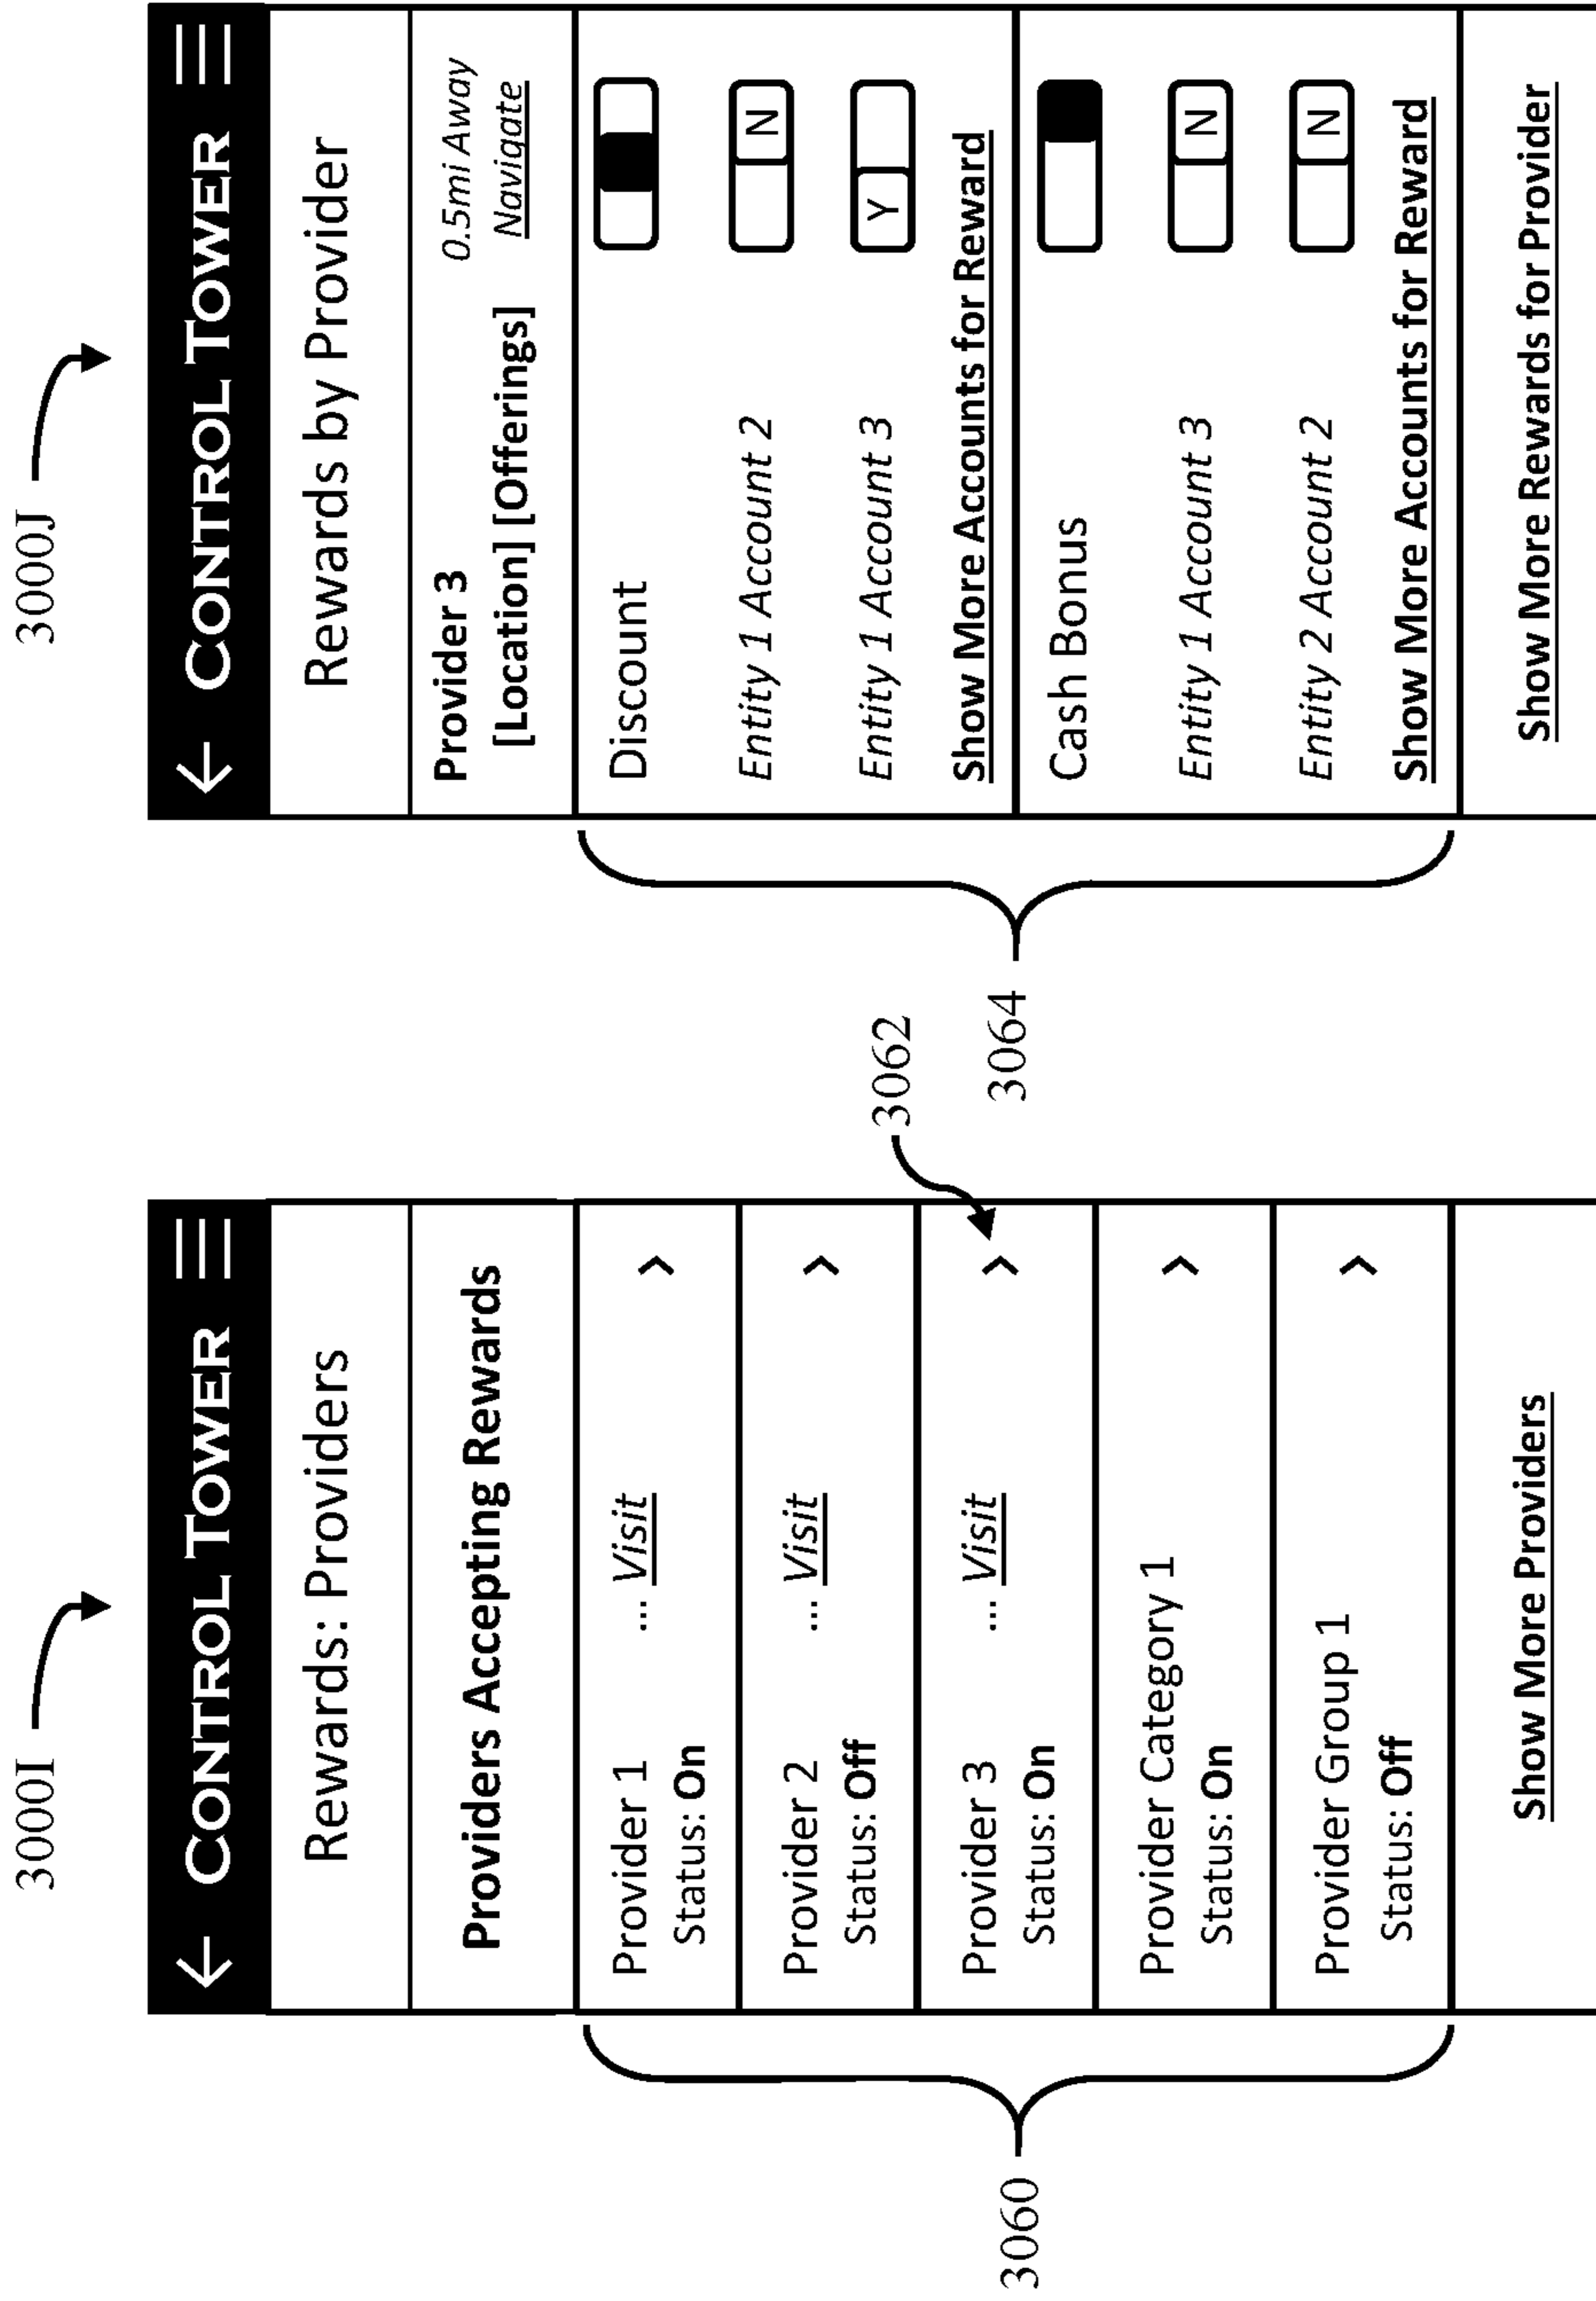 3000I
CONTROL TOWER
Rewards: Providers
Providers Accepting Rewards
Provider 1 ... Visit >
Status: On
Provider 2 ... Visit >
Status: Off
Provider 3 ... Visit >
Status: On
Provider Category 1 >
Status: On
Provider Group 1 >
Status: Off
Show More Providers
3060
3062
3000J
CONTROL TOWER
Rewards by Provider
Provider 3 0.5mi Away
[Location] [Offerings] Navigate
Discount
Entity 1 Account 2 N
Entity 1 Account 3 Y
Show More Accounts for Reward
Cash Bonus
Entity 1 Account 3 N
Entity 2 Account 2 N
Show More Accounts for Reward
Show More Rewards for Provider
3064